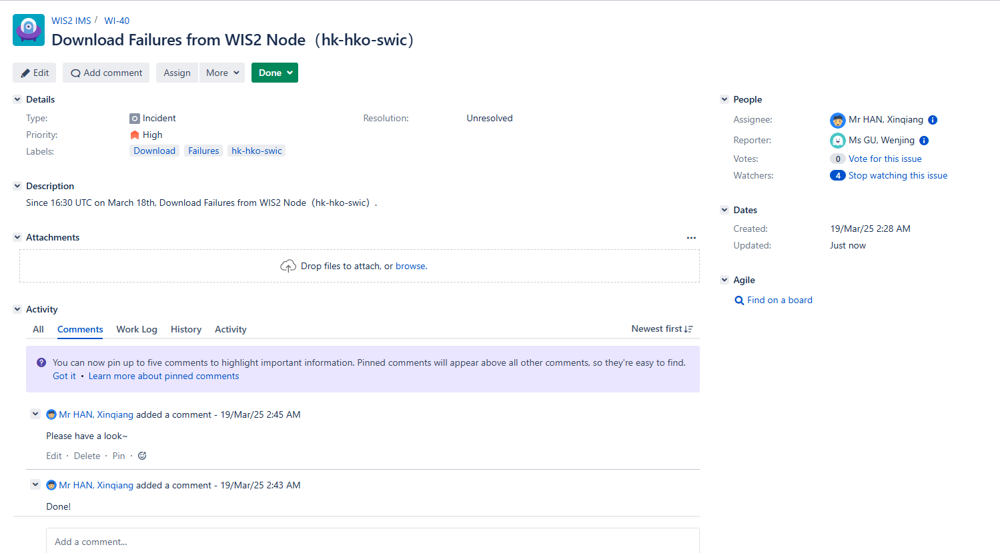 WIS2 IMS / WI-40
Download Failures from WIS2 Node（hk-hko-swic）
Edit Add comment Assign More Done
Details
Type: Incident Resolution: Unresolved
Priority: High
Labels: Download Failures hk-hko-swic
Description
Since 16:30 UTC on March 18th, Download Failures from WIS2 Node（hk-hko-swic）.
Attachments
Drop files to attach, or browse.
Activity
All Comments Work Log History Activity Newest first
You can now pin up to five comments to highlight important information. Pinned comments will appear above all other comments, so they're easy to find.
Got it • Learn more about pinned comments
Mr HAN, Xinqiang added a comment - 19/Mar/25 2:45 AM
Please have a look~
Edit · Delete · Pin ·
Mr HAN, Xinqiang added a comment - 19/Mar/25 2:43 AM
Done!
Add a comment...
People
Assignee: Mr HAN, Xinqiang
Reporter: Ms GU, Wenjing
Votes: 0 Vote for this issue
Watchers: 4 Stop watching this issue
Dates
Created: 19/Mar/25 2:28 AM
Updated: Just now
Agile
Find on a board